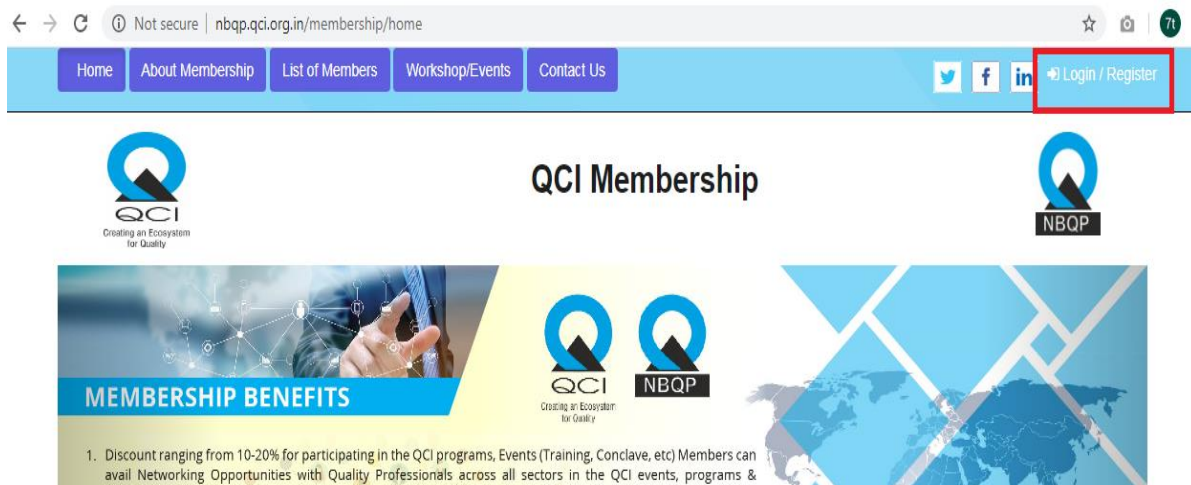 Not secure | nbqp.qci.org.in/membership/home
7t
Home About Membership List of Members Workshop/Events Contact Us
f in Login / Register
QCI
Creating an Ecosystem
for Quality
QCI Membership
NBQP
MEMBERSHIP BENEFITS
QCI
Creating an Ecosystem
for Quality
NBQP
1. Discount ranging from 10-20% for participating in the QCI programs, Events (Training, Conclave, etc) Members can
avail Networking Opportunities with Quality Professionals across all sectors in the QCI events, programs &